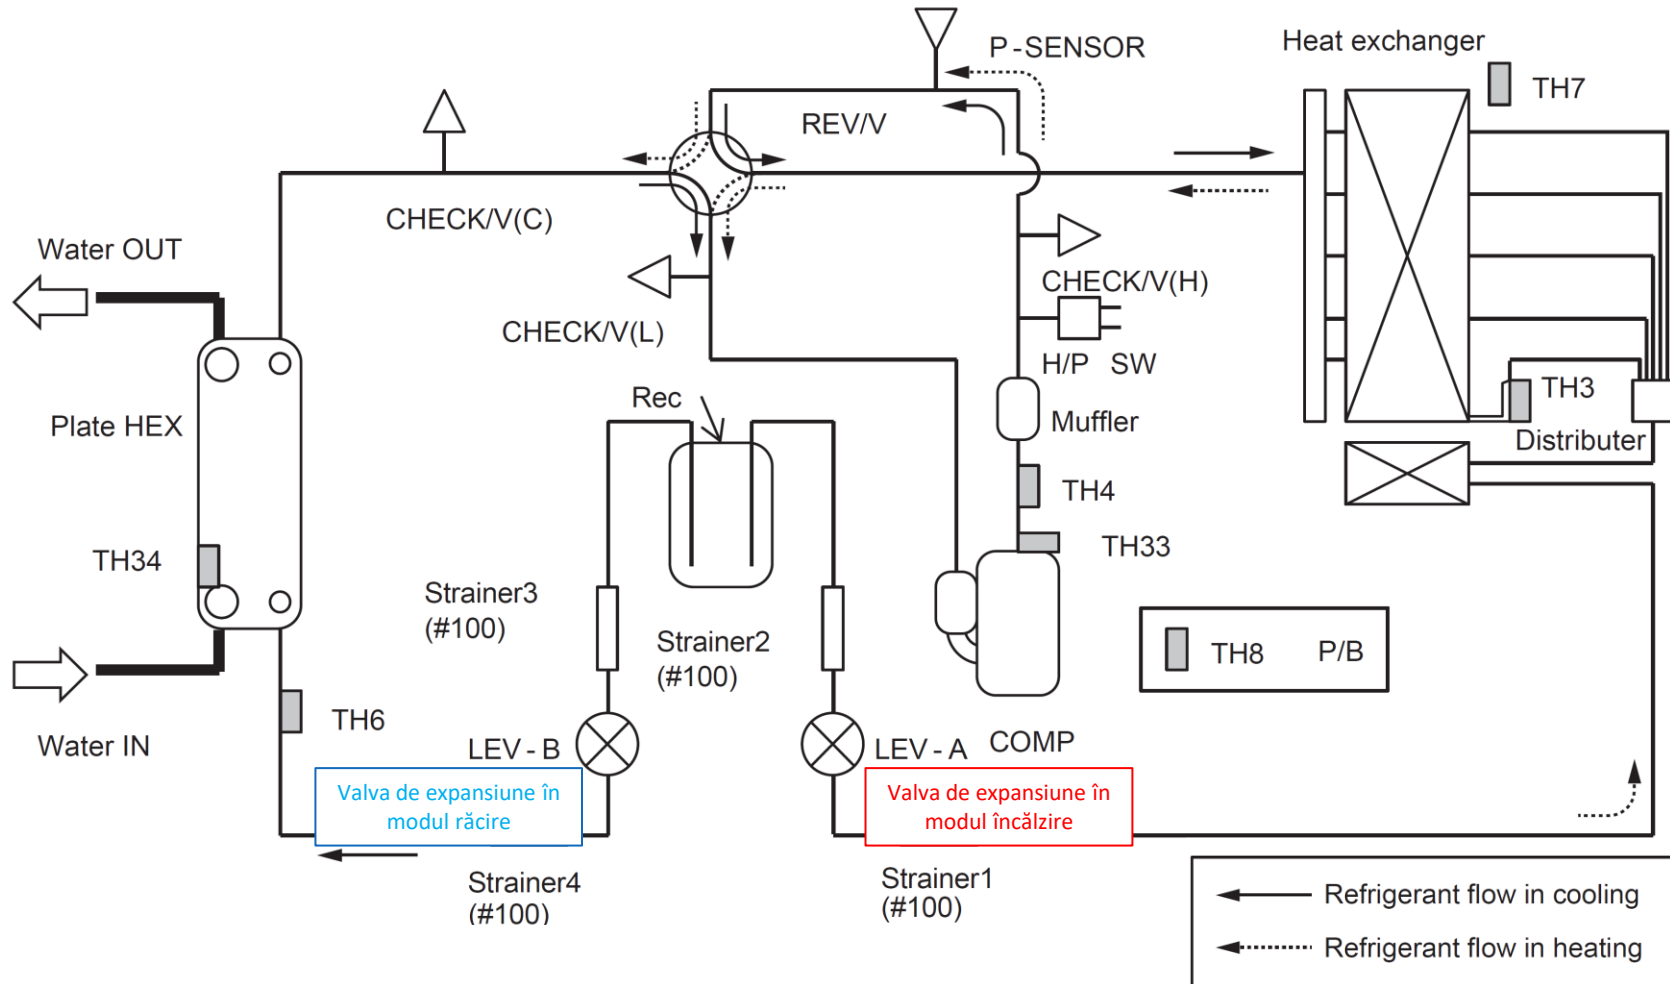 P-SENSOR
Heat exchanger
TH7
REV/V
CHECK/V(C)
Water OUT
CHECK/V(H)
CHECK/V(L)
H/P SW
Rec
TH3
Plate HEX
Muffler
Distributer
TH4
TH34
TH33
Strainer3
(#100)
Strainer2
(#100)
TH8 P/B
TH6
Water IN
LEV-B
LEV-A
COMP
Valva de expansiune în
modul răcire
Valva de expansiune în
modul încălzire
Strainer4
(#100)
Strainer1
(#100)
Refrigerant flow in cooling
Refrigerant flow in heating